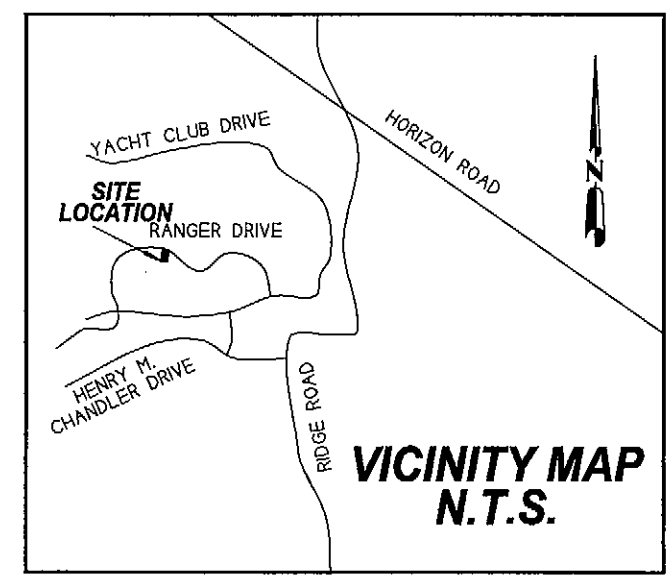 YACHT CLUB DRIVE
HORIZON ROAD
N
SITE
LOCATION
RANGER DRIVE
HENRY M.
CHANDLER DRIVE
RIDGE ROAD
VICINITY MAP
N.T.S.